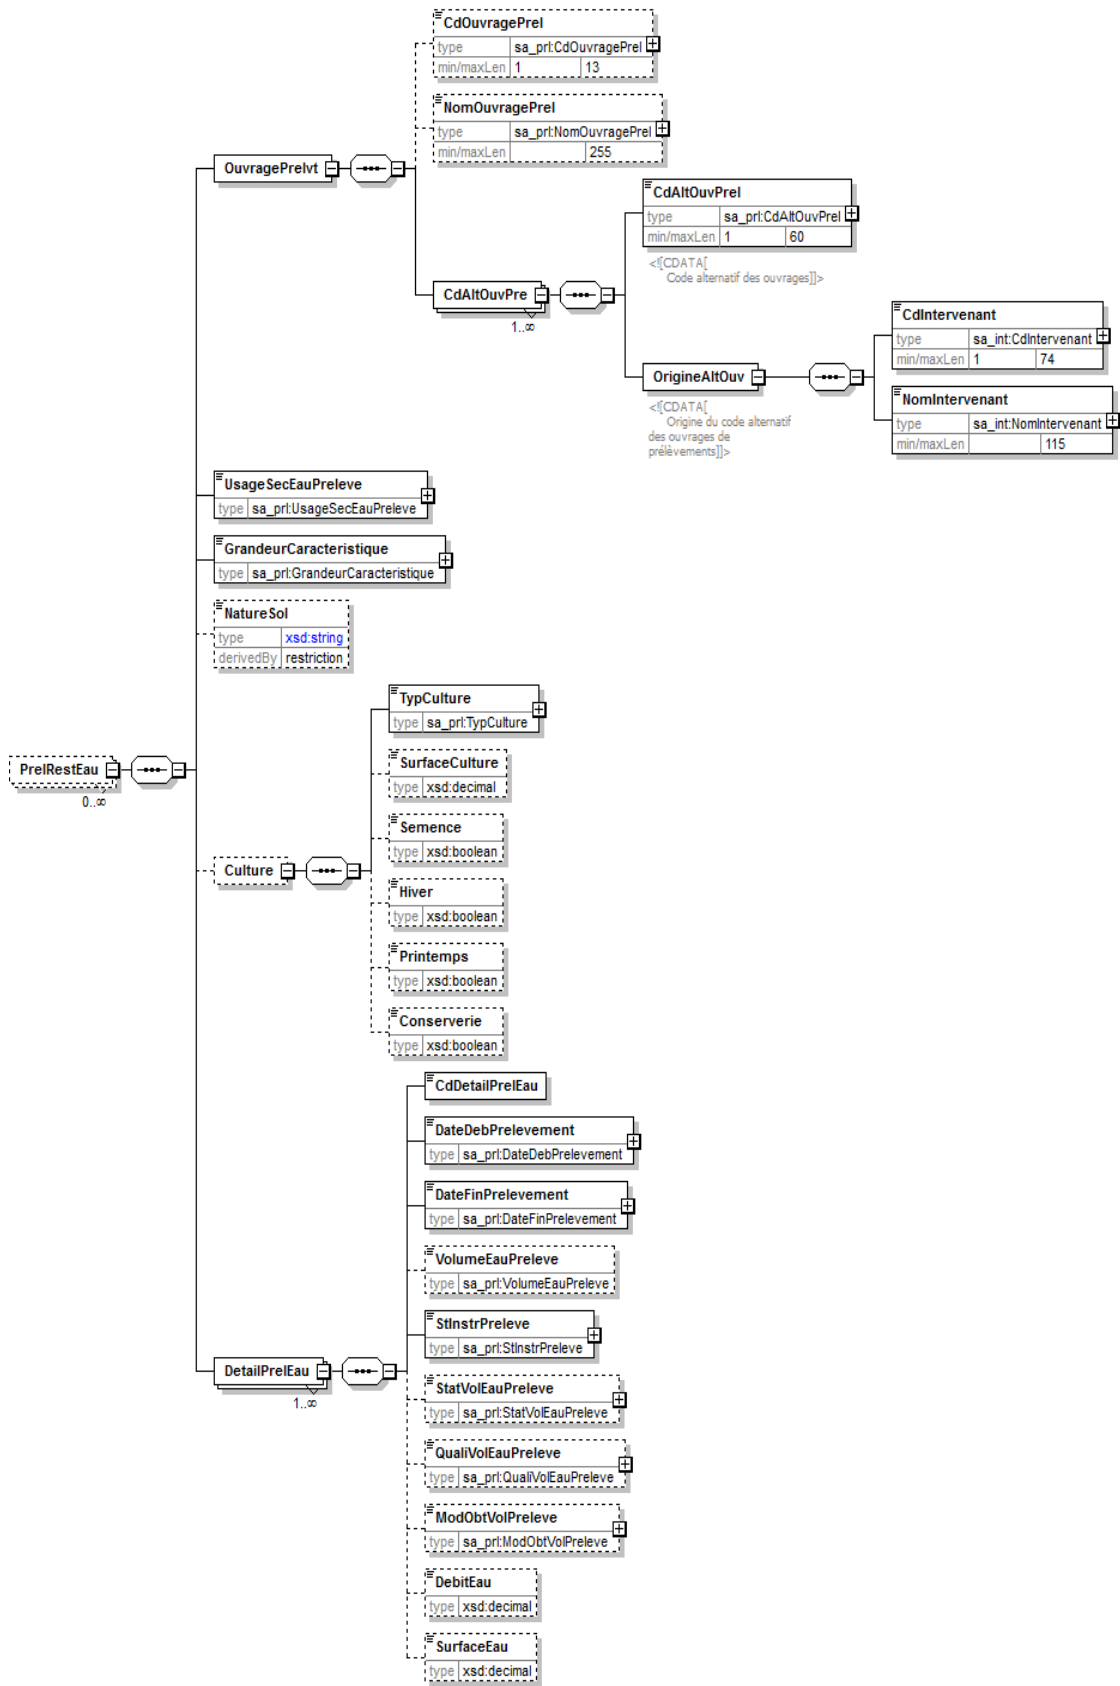 CdOuvragePrel
type sa_prl:CdOuvragePrel
min/maxLen 1 13
NomOuvragePrel
type sa_prl:NomOuvragePrel
min/maxLen 255
OuvragePrelvt
CdAltOuvPrel
type sa_prl:CdAltOuvPrel
min/maxLen 1 60
<![CDATA[
Code alternatif des ouvrages]]>
CdAltOuvPre
1..∞
CdIntervenant
type sa_int:CdIntervenant
min/maxLen 1 74
OrigineAltOuv
<![CDATA[
Origine du code alternatif
des ouvrages de
prélèvements]]>
NomIntervenant
type sa_int:NomIntervenant
min/maxLen 115
UsageSecEauPreleve
type sa_prl:UsageSecEauPreleve
GrandeurCaracteristique
type sa_prl:GrandeurCaracteristique
NatureSol
type xsd:string
derivedBy restriction
PrelRestEau
0..∞
TypCulture
type sa_prl:TypCulture
SurfaceCulture
type xsd:decimal
Semence
type xsd:boolean
Culture
Hiver
type xsd:boolean
Printemps
type xsd:boolean
Conserverie
type xsd:boolean
CdDetailPrelEau
DateDebPrelevement
type sa_prl:DateDebPrelevement
DateFinPrelevement
type sa_prl:DateFinPrelevement
VolumeEauPreleve
type sa_prl:VolumeEauPreleve
StInstrPreleve
type sa_prl:StInstrPreleve
DetailPrelEau
1..∞
StatVolEauPreleve
type sa_prl:StatVolEauPreleve
QualiVolEauPreleve
type sa_prl:QualiVolEauPreleve
ModObtVolPreleve
type sa_prl:ModObtVolPreleve
DebitEau
type xsd:decimal
SurfaceEau
type xsd:decimal